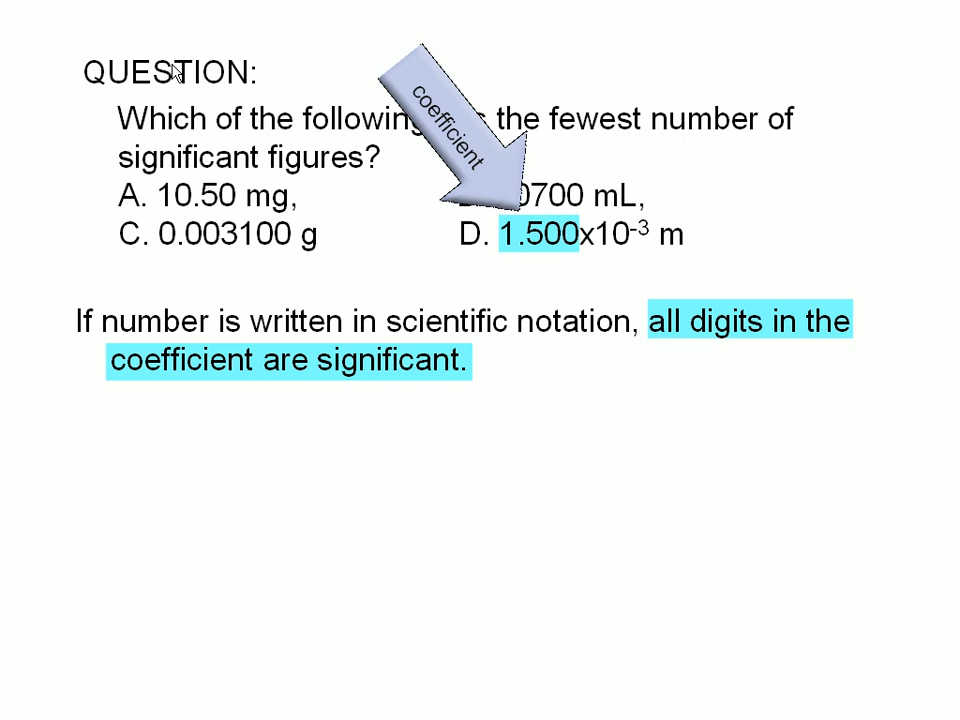 QUESTION:
coefficient
Which of the following the fewest number of
significant figures?
A. 10.50 mg, mL,
C. 0.003100 g D. 1.500x10⁻³ m
If number is written in scientific notation, all digits in the
coefficient are significant.